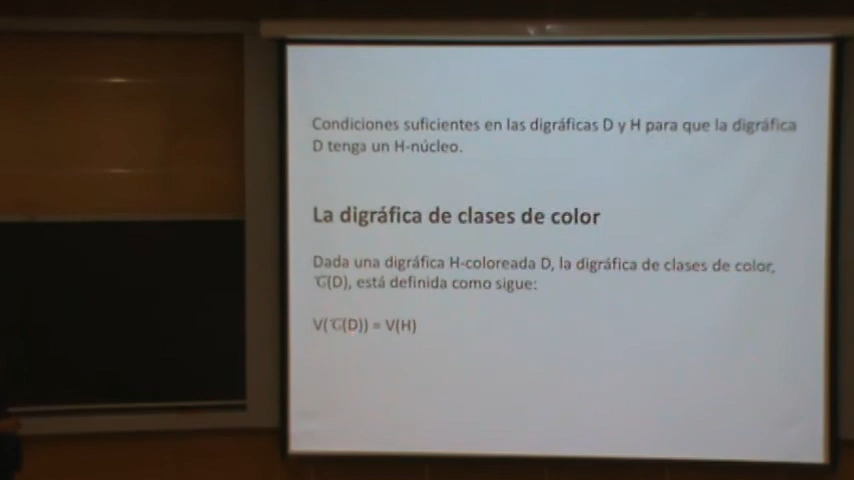 Condiciones suficientes en las digráficas D y H para que la digráfica
D tenga un H-núcleo.
La digráfica de clases de color
Dada una digráfica H-coloreada D, la digráfica de clases de color,
𝒞(D), está definida como sigue:
V(𝒞(D)) = V(H)